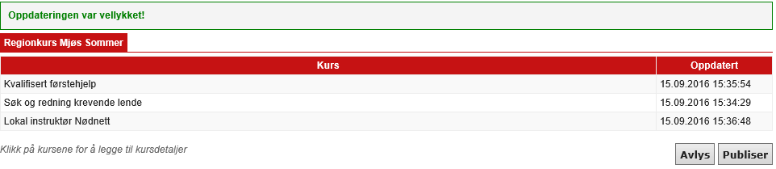 Oppdateringen var vellykket!
Regionkurs Mjøs Sommer
Kurs Oppdatert
Kvalifisert førstehjelp 15.09.2016 15:35:54
Søk og redning krevende lende 15.09.2016 15:34:29
Lokal instruktør Nødnett 15.09.2016 15:36:48
Klikk på kursene for å legge til kursdetaljer Avlys Publiser